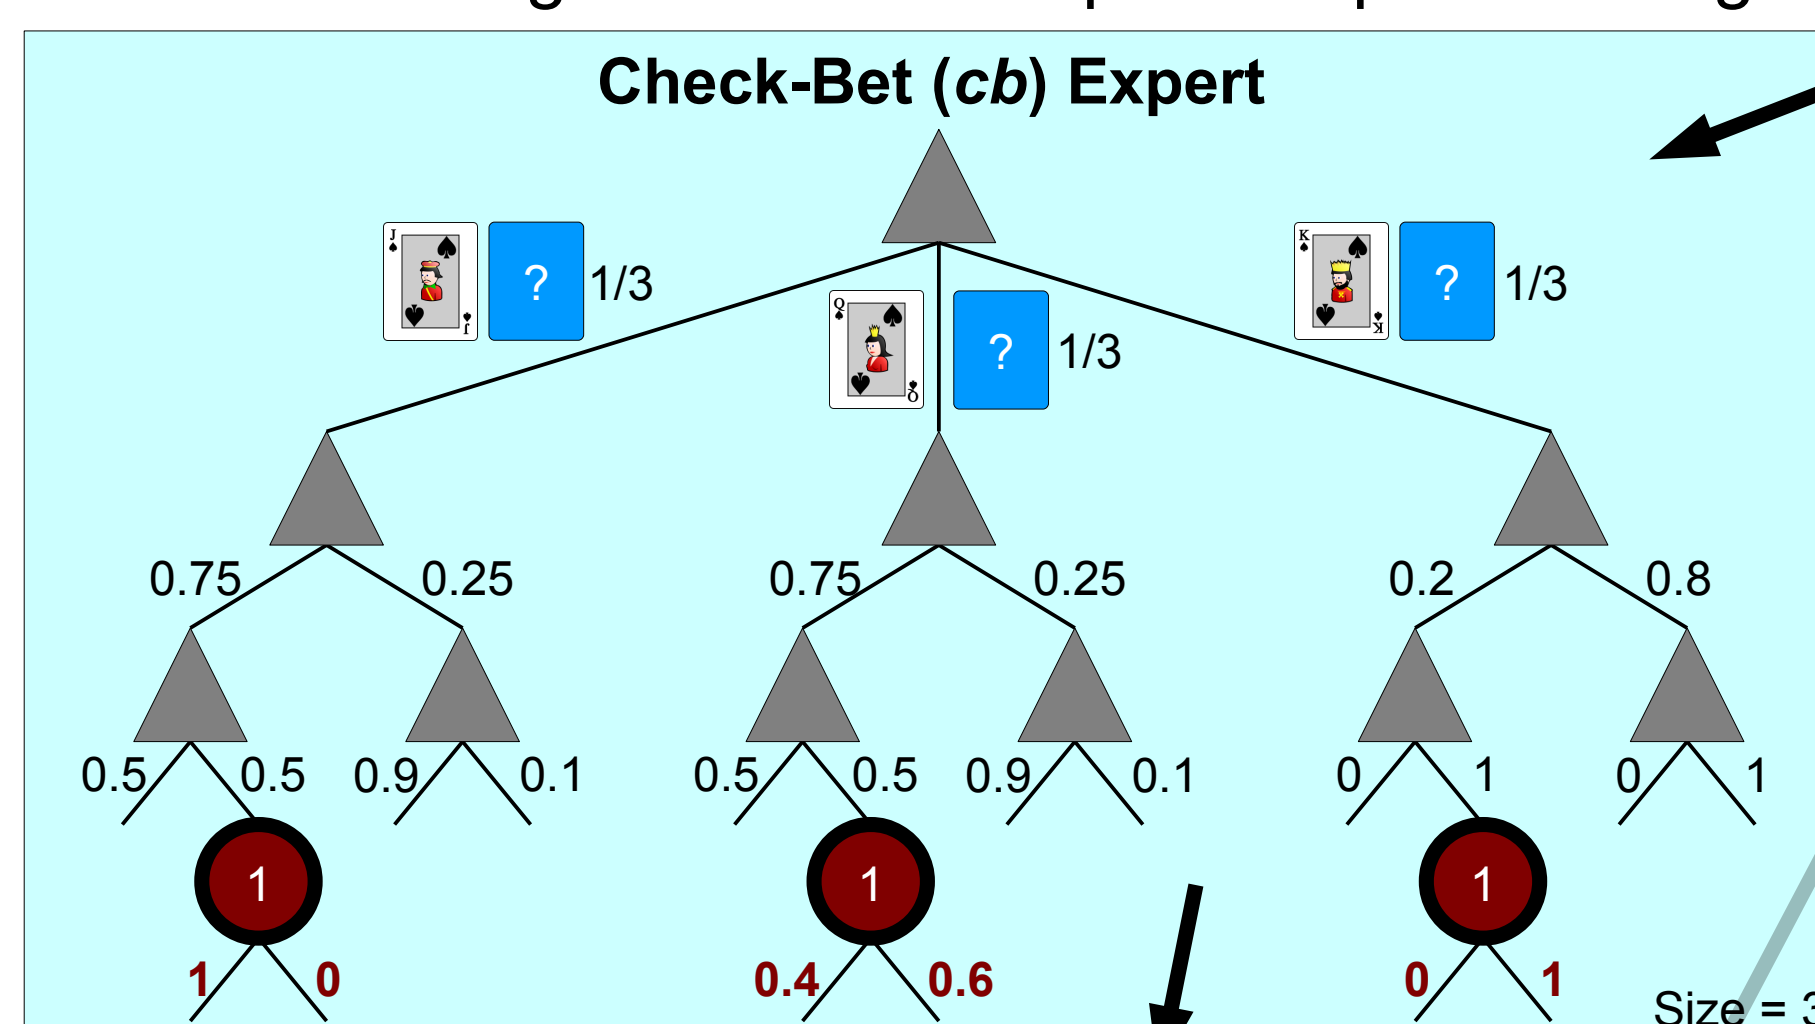 Check-Bet (cb) Expert
J ? 1/3
K ? 1/3
Q ? 1/3
J
K
Q
0.75 0.25 0.75 0.25 0.2 0.8
0.5 0.5 0.9 0.1 0.5 0.5 0.9 0.1 0 1 0 1
1 1 1
1 0 0.4 0.6 0 1
Size =